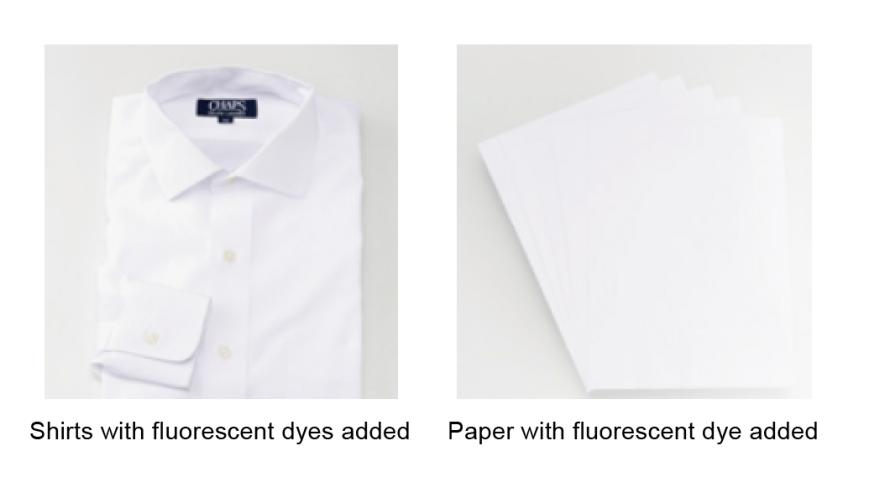 CHAPS
Shirts with fluorescent dyes added
Paper with fluorescent dye added